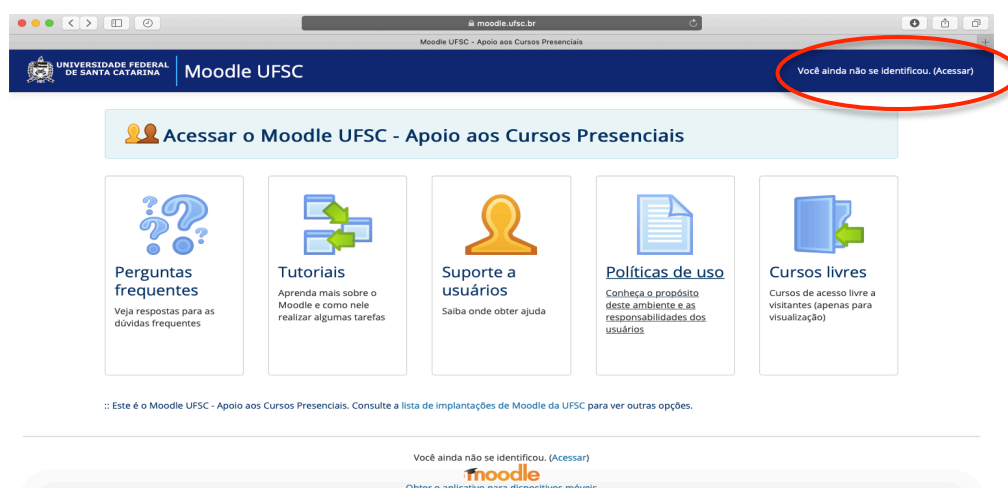 moodle.ufsc.br
Moodle UFSC - Apoio aos Cursos Presenciais
UNIVERSIDADE FEDERAL
DE SANTA CATARINA
Moodle UFSC
Você ainda não se identificou. (Acessar)
Acessar o Moodle UFSC - Apoio aos Cursos Presenciais
Perguntas
frequentes
Veja respostas para as
dúvidas frequentes
Tutoriais
Aprenda mais sobre o
Moodle e como nele
realizar algumas tarefas
Suporte a
usuários
Saiba onde obter ajuda
Políticas de uso
Conheça o propósito
deste ambiente e as
responsabilidades dos
usuários
Cursos livres
Cursos de acesso livre a
visitantes (apenas para
visualização)
:: Este é o Moodle UFSC - Apoio aos Cursos Presenciais. Consulte a lista de implantações de Moodle da UFSC para ver outras opções.
Você ainda não se identificou. (Acessar)
moodle
Obter o aplicativo para dispositivos móveis